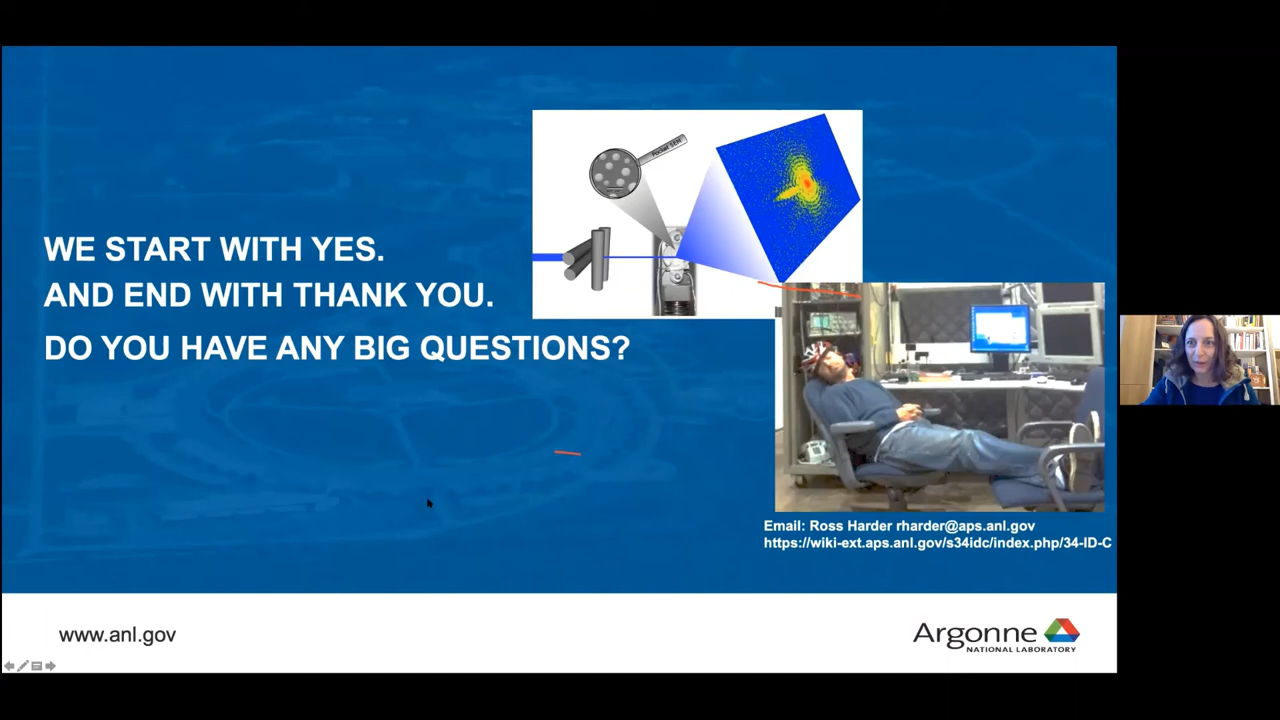 WE START WITH YES.
AND END WITH THANK YOU.
DO YOU HAVE ANY BIG QUESTIONS?
Pocket SEM
Email: Ross Harder rharder@aps.anl.gov
https://wiki-ext.aps.anl.gov/s34idc/index.php/34-ID-C
www.anl.gov
Argonne
NATIONAL LABORATORY